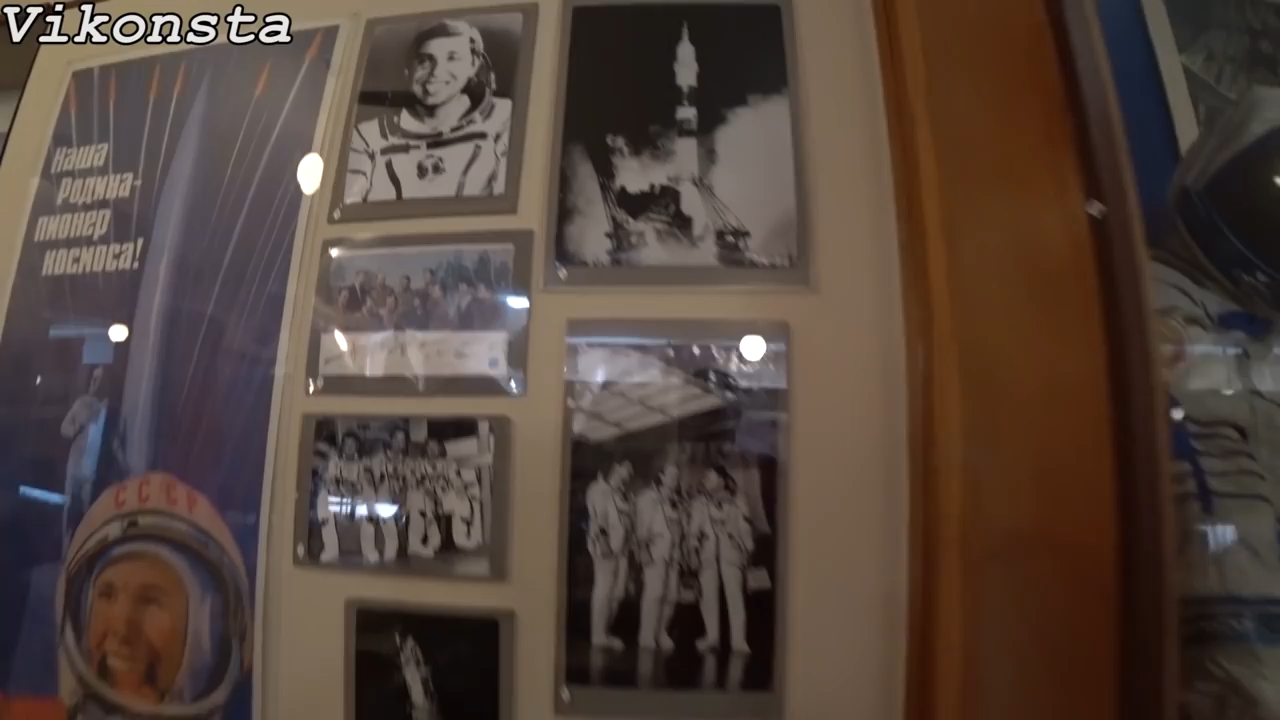 Vikonsta
Наша
родина-
пионер
космоса!
СССР